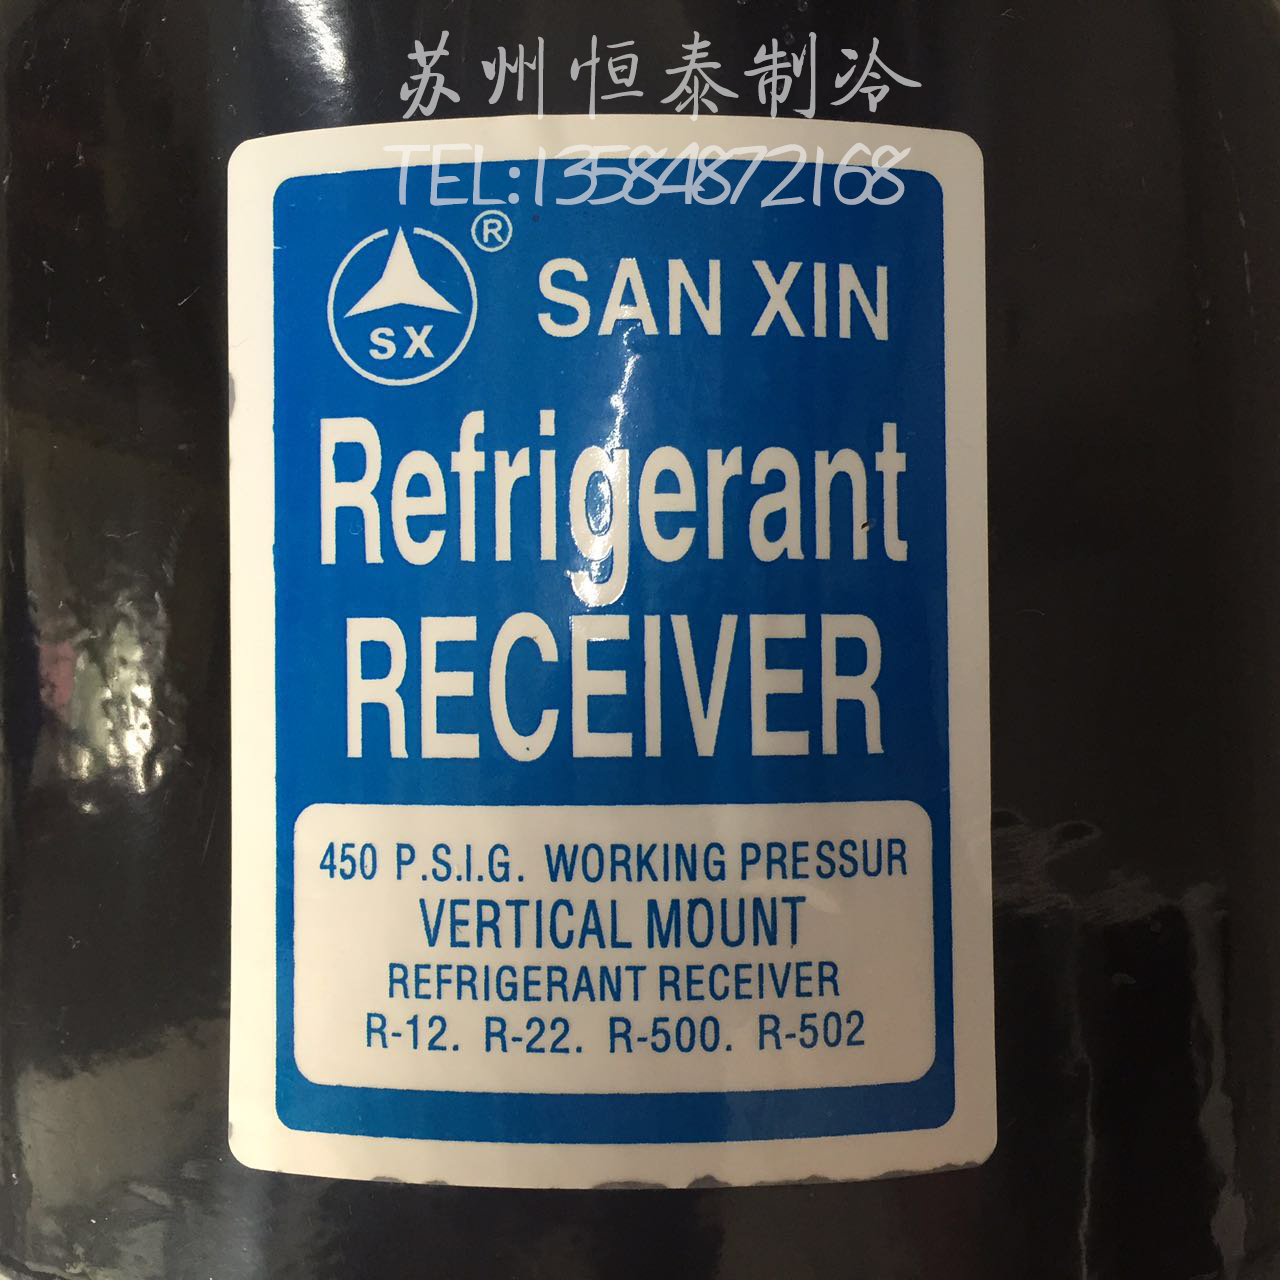 苏州恒泰制冷
TEL:13584872168
®
SAN XIN
SX
Refrigerant
RECEIVER
450 P.S.I.G. WORKING PRESSUR
VERTICAL MOUNT
REFRIGERANT RECEIVER
R-12. R-22. R-500. R-502